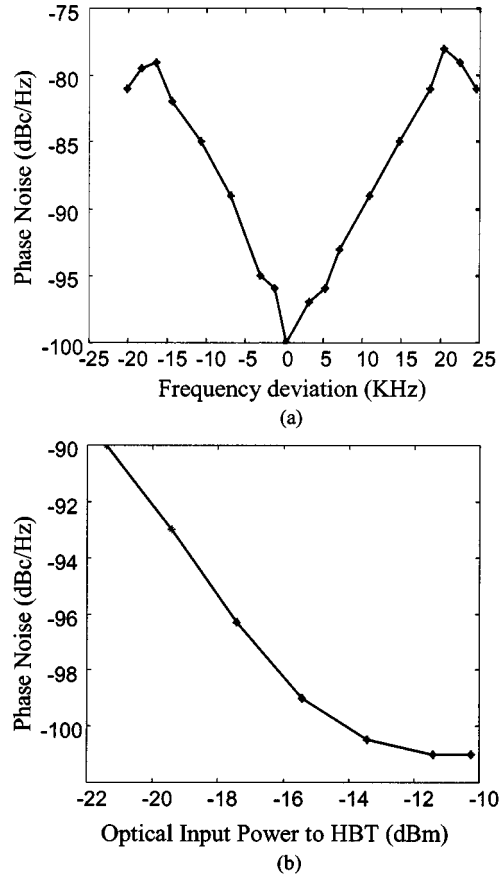 -75
-80
-85
-90
-95
-100
Phase Noise (dBc/Hz)
-25 -20 -15 -10 -5 0 5 10 15 20 25
Frequency deviation (KHz)
(a)
-90
-92
-94
-96
-98
-100
Phase Noise (dBc/Hz)
-22 -20 -18 -16 -14 -12 -10
Optical Input Power to HBT (dBm)
(b)